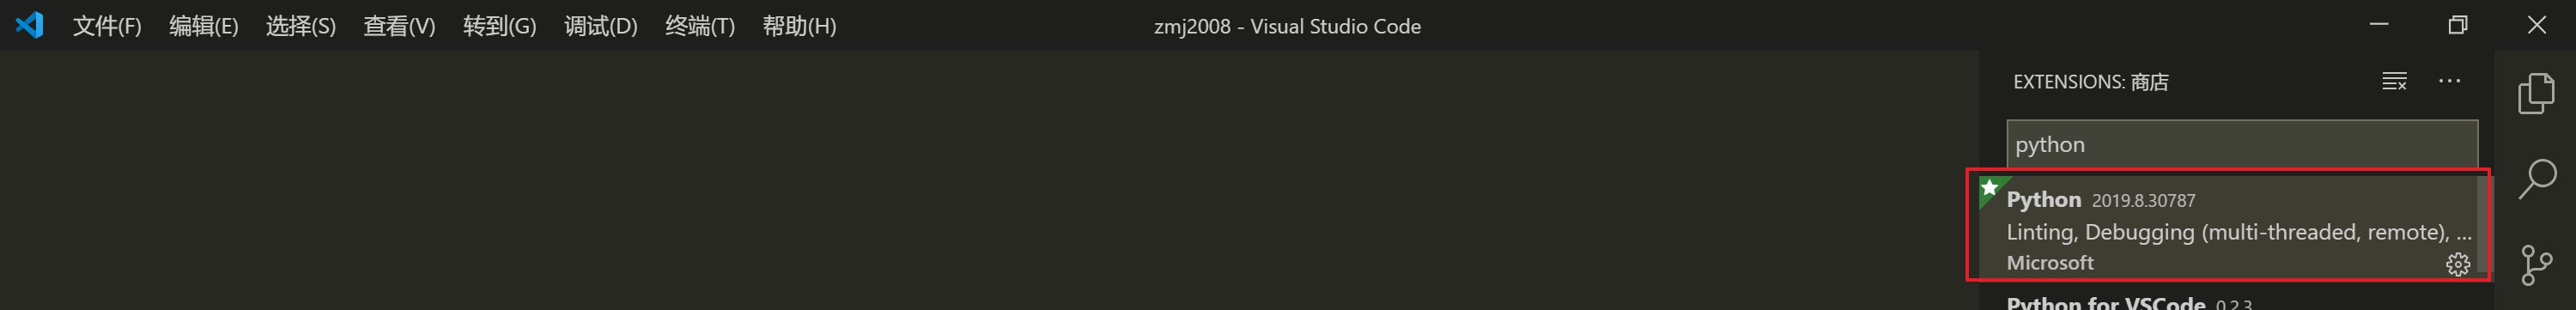 文件(F) 编辑(E) 选择(S) 查看(V) 转到(G) 调试(D) 终端(T) 帮助(H) zmj2008 - Visual Studio Code
EXTENSIONS: 商店
python
Python 2019.8.30787
Linting, Debugging (multi-threaded, remote), ...
Microsoft
Python for VSCode 0.2.3